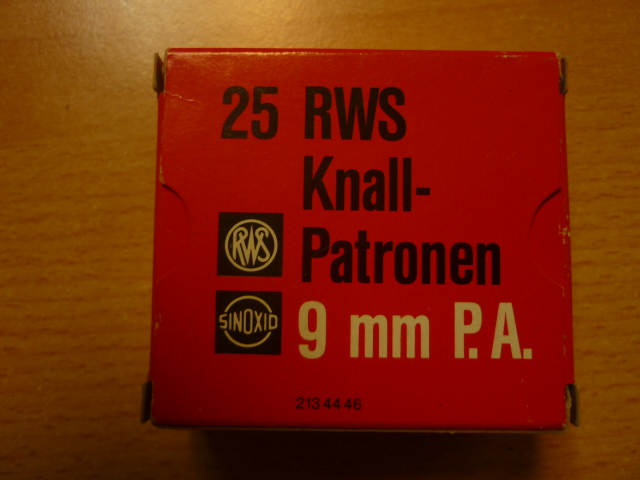 25 RWS
Knall-
RWS Patronen
SINOXID 9 mm P.A.
213 44 46